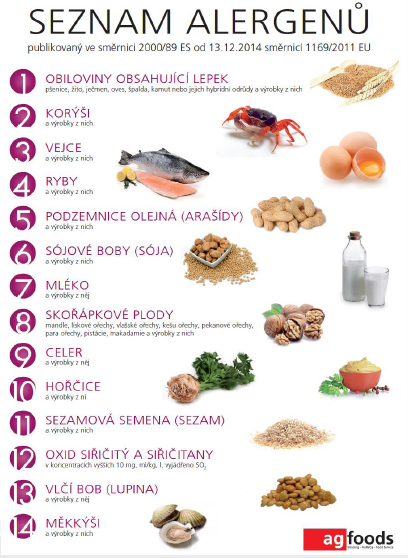 SEZNAM ALERGENŮ
publikovaný ve směrnici 2000/89 ES od 13.12.2014 směrnicí 1169/2011 EU
1 OBILOVINY OBSAHUJÍCÍ LEPEK
pšenice, žito, ječmen, oves, špalda, kamut nebo jejich hybridní odrůdy a výrobky z nich
2 KORÝŠI
a výrobky z nich
3 VEJCE
a výrobky z nich
4 RYBY
a výrobky z nich
5 PODZEMNICE OLEJNÁ (ARAŠÍDY)
a výrobky z nich
6 SÓJOVÉ BOBY (SÓJA)
a výrobky z nich
7 MLÉKO
a výrobky z něj
8 SKOŘÁPKOVÉ PLODY
mandle, lískové ořechy, vlašské ořechy, kešu ořechy, pekanové ořechy,
para ořechy, pistácie, makadamie a výrobky z nich
9 CELER
a výrobky z něj
10 HOŘČICE
a výrobky z ní
11 SEZAMOVÁ SEMENA (SEZAM)
a výrobky z nich
12 OXID SIŘIČITÝ A SIŘIČITANY
v koncentracích vyšších 10 mg, ml/kg, l, vyjádřeno SO₂
13 VLČÍ BOB (LUPINA)
a výrobky z něj
14 MĚKKÝŠI
a výrobky z nich
agfoods